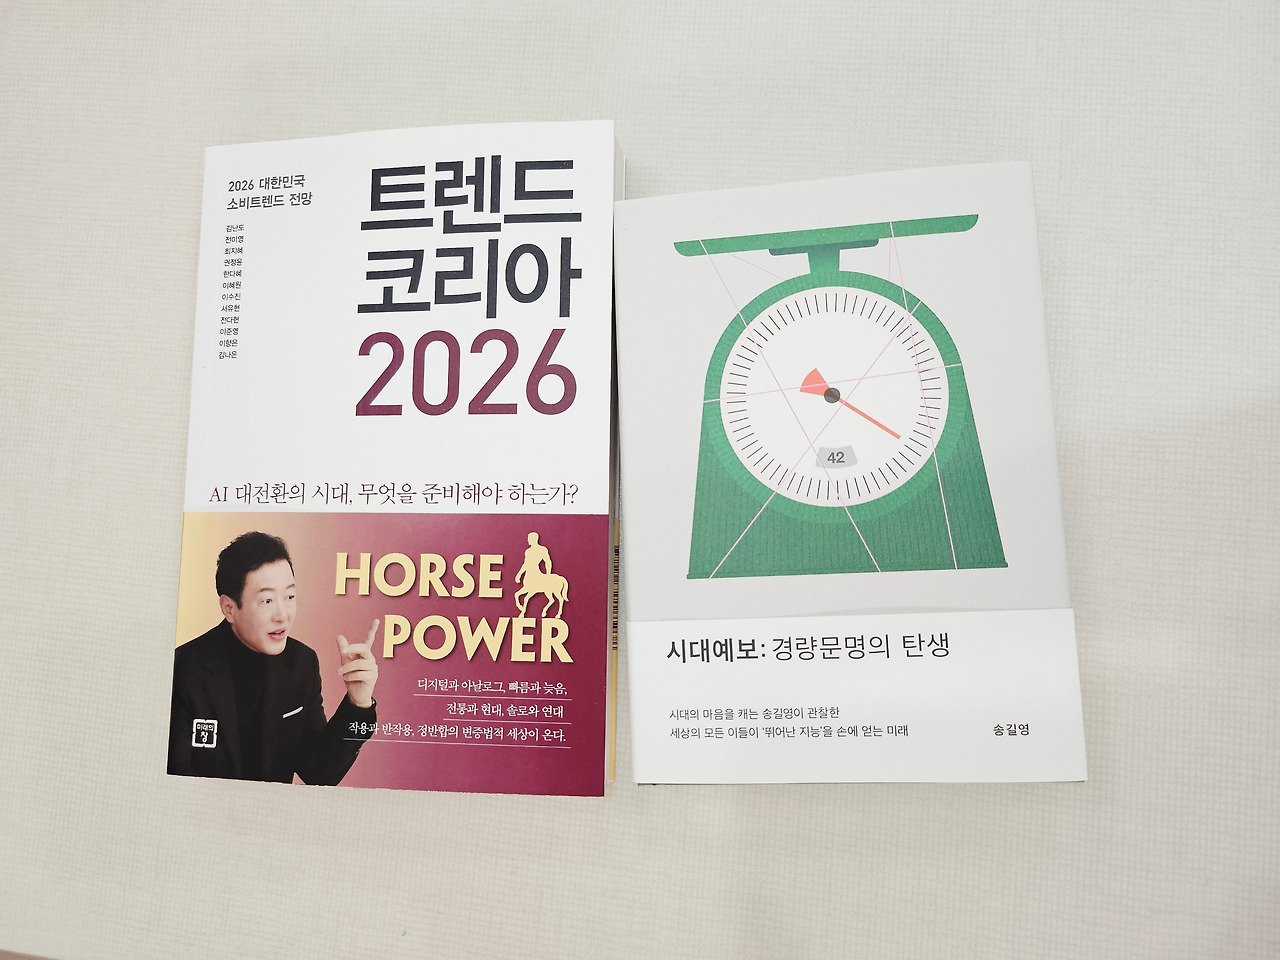 2026 대한민국
소비트렌드 전망
김난도
전미영
최지혜
권정윤
한다혜
이혜원
이수진
서유현
전다현
이준영
이향은
김나은
트렌드
코리아
2026
AI 대전환의 시대, 무엇을 준비해야 하는가?
HORSE
POWER
디지털과 아날로그, 빠름과 늦음,
전통과 현대, 솔로와 연대
작용과 반작용, 정반합의 변증법적 세상이 온다.
미래의
창
42
시대예보: 경량문명의 탄생
시대의 마음을 캐는 송길영이 관찰한
세상의 모든 이들이 '뛰어난 지능'을 손에 얻는 미래
송길영